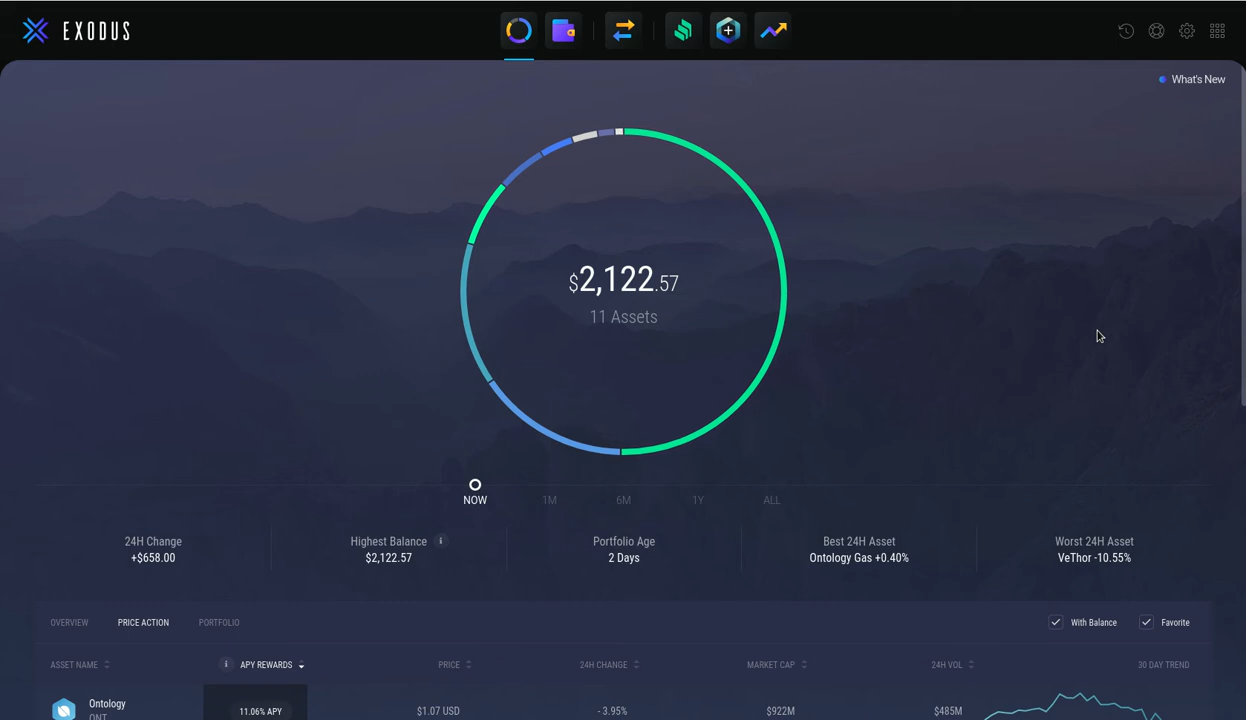 EXODUS
What's New
$2,122.57
11 Assets
NOW 1M 6M 1Y ALL
24H Change Highest Balance i Portfolio Age Best 24H Asset Worst 24H Asset
+$658.00 $2,122.57 2 Days Ontology Gas +0.40% VeThor -10.55%
OVERVIEW PRICE ACTION PORTFOLIO With Balance Favorite
ASSET NAME i APY REWARDS PRICE 24H CHANGE MARKET CAP 24H VOL 30 DAY TREND
Ontology
ONT 11.06% APY $1.07 USD - 3.95% $922M $485M